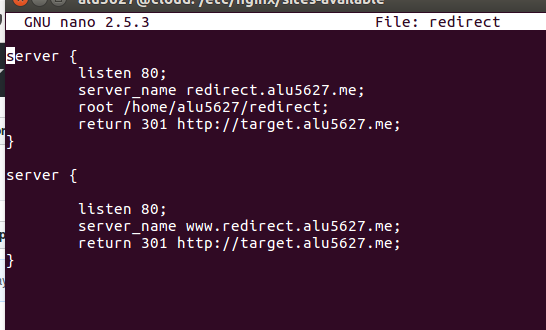 alu5627@cloud: /etc/nginx/sites-available
GNU nano 2.5.3 File: redirect
server {
listen 80;
server_name redirect.alu5627.me;
root /home/alu5627/redirect;
return 301 http://target.alu5627.me;
}
server {
listen 80;
server_name www.redirect.alu5627.me;
return 301 http://target.alu5627.me;
}